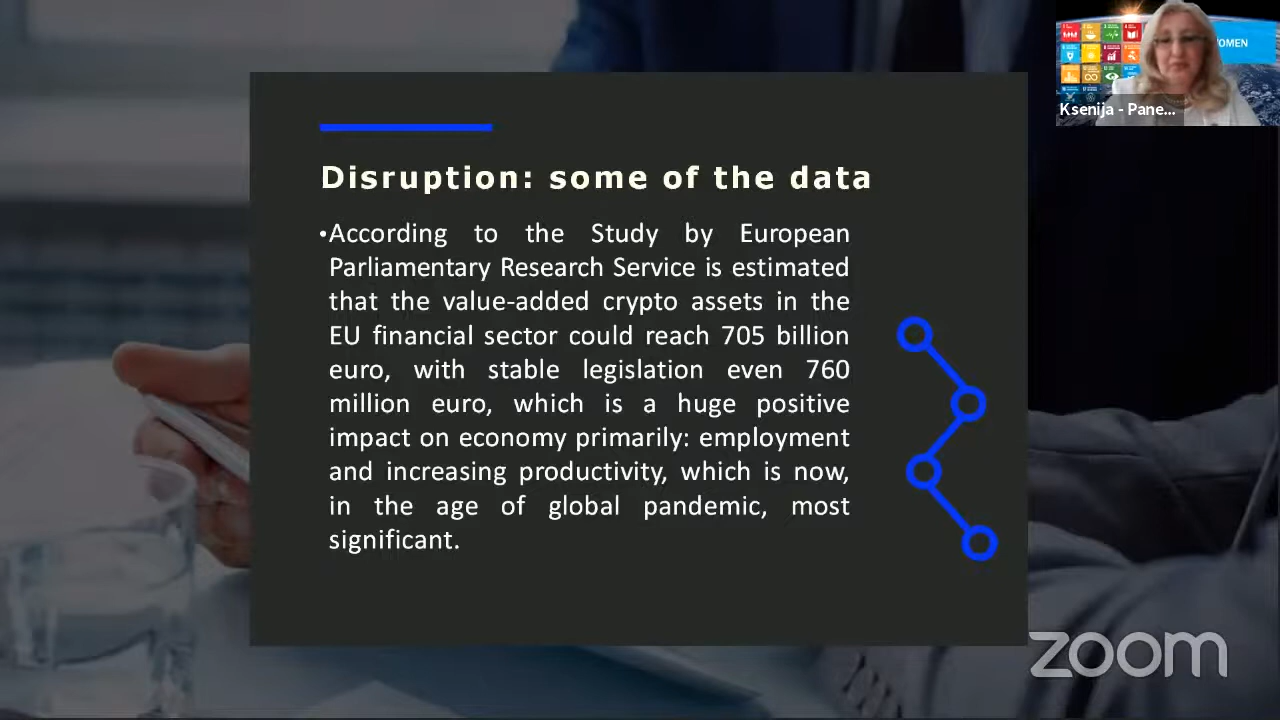 OMEN
Ksenija - Pane...
Disruption: some of the data
•According to the Study by European
Parliamentary Research Service is estimated
that the value-added crypto assets in the
EU financial sector could reach 705 billion
euro, with stable legislation even 760
million euro, which is a huge positive
impact on economy primarily: employment
and increasing productivity, which is now,
in the age of global pandemic, most
significant.
zoom